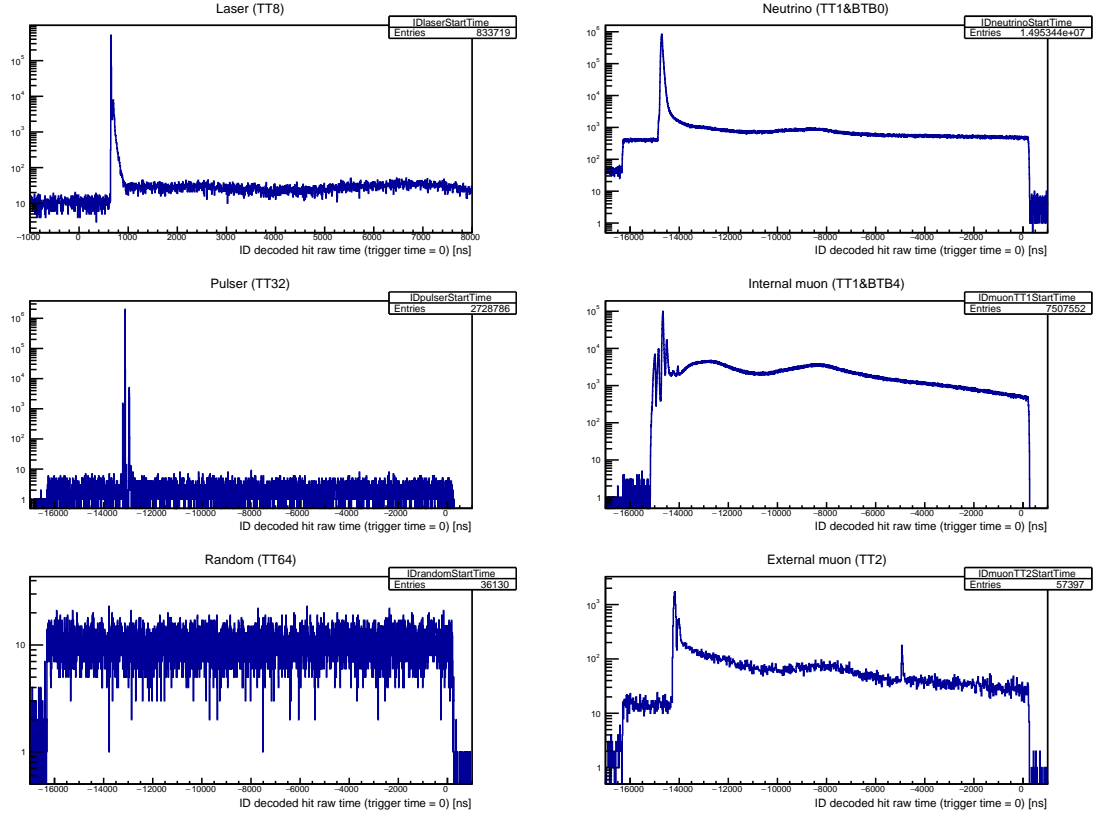 Laser (TT8)
IDlaserStartTime
Entries 833719
10^5
10^4
10^3
10^2
10
−1000 0 1000 2000 3000 4000 5000 6000 7000 8000
ID decoded hit raw time (trigger time = 0) [ns]
Neutrino (TT1&BTB0)
IDneutrinoStartTime
Entries 1.495344e+07
10^6
10^5
10^4
10^3
10^2
10
1
−16000 −14000 −12000 −10000 −8000 −6000 −4000 −2000 0
ID decoded hit raw time (trigger time = 0) [ns]
Pulser (TT32)
IDpulserStartTime
Entries 2728786
10^6
10^5
10^4
10^3
10^2
10
1
−16000 −14000 −12000 −10000 −8000 −6000 −4000 −2000 0
ID decoded hit raw time (trigger time = 0) [ns]
Internal muon (TT1&BTB4)
IDmuonTT1StartTime
Entries 7507552
10^5
10^4
10^3
10^2
10
1
−16000 −14000 −12000 −10000 −8000 −6000 −4000 −2000 0
ID decoded hit raw time (trigger time = 0) [ns]
Random (TT64)
IDrandomStartTime
Entries 36130
10
1
−16000 −14000 −12000 −10000 −8000 −6000 −4000 −2000 0
ID decoded hit raw time (trigger time = 0) [ns]
External muon (TT2)
IDmuonTT2StartTime
Entries 57397
10^3
10^2
10
1
−16000 −14000 −12000 −10000 −8000 −6000 −4000 −2000 0
ID decoded hit raw time (trigger time = 0) [ns]